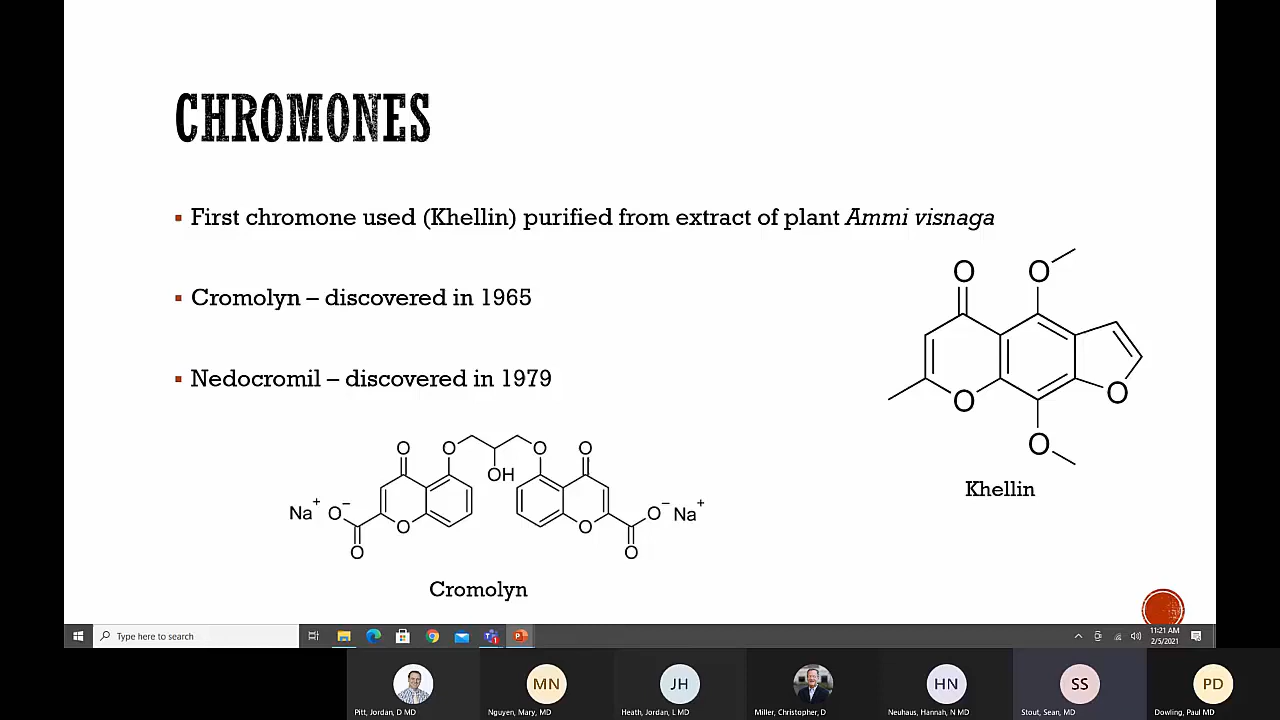 CHROMONES
▪ First chromone used (Khellin) purified from extract of plant Ammi visnaga
▪ Cromolyn – discovered in 1965
▪ Nedocromil – discovered in 1979
O
O
O
O
O
Khellin
O
O
O
O
OH
Na+
O−
O
O
O
O
O−
Na+
O
Cromolyn
Type here to search
11:21 AM
2/5/2021
MN
JH
HN
SS
PD
Pitt, Jordan, D MD
Nguyen, Mary, MD
Heath, Jordan, L MD
Miller, Christopher, D
Neuhaus, Hannah, N MD
Stout, Sean, MD
Dowling, Paul MD